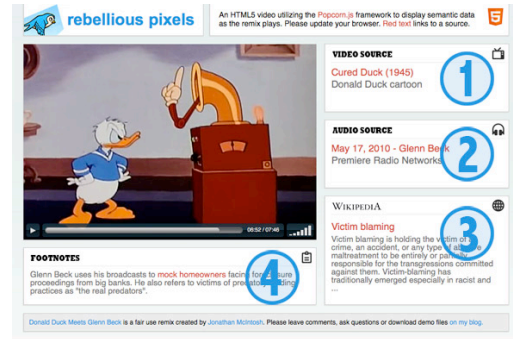 rebellious pixels
An HTML5 video utilizing the Popcorn.js framework to display semantic data
as the remix plays. Please update your browser. Red text links to a source.
5
VIDEO SOURCE
Cured Duck (1945)
Donald Duck cartoon
1
AUDIO SOURCE
May 17, 2010 - Glenn Beck
Premiere Radio Networks
2
WIKIPEDIA
Victim blaming
Victim blaming is holding the victim of a
crime, an accident, or any type of abusive
maltreatment to be entirely or partially
responsible for the transgressions committed
against them. Victim-blaming has
traditionally emerged especially in racist and
...
3
06:52 / 07:46
FOOTNOTES
Glenn Beck uses his broadcasts to mock homeowners facing foreclosure
proceedings from big banks. He also refers to victims of predatory lending
practices as "the real predators".
4
Donald Duck Meets Glenn Beck is a fair use remix created by Jonathan McIntosh. Please leave comments, ask questions or download demo files on my blog.